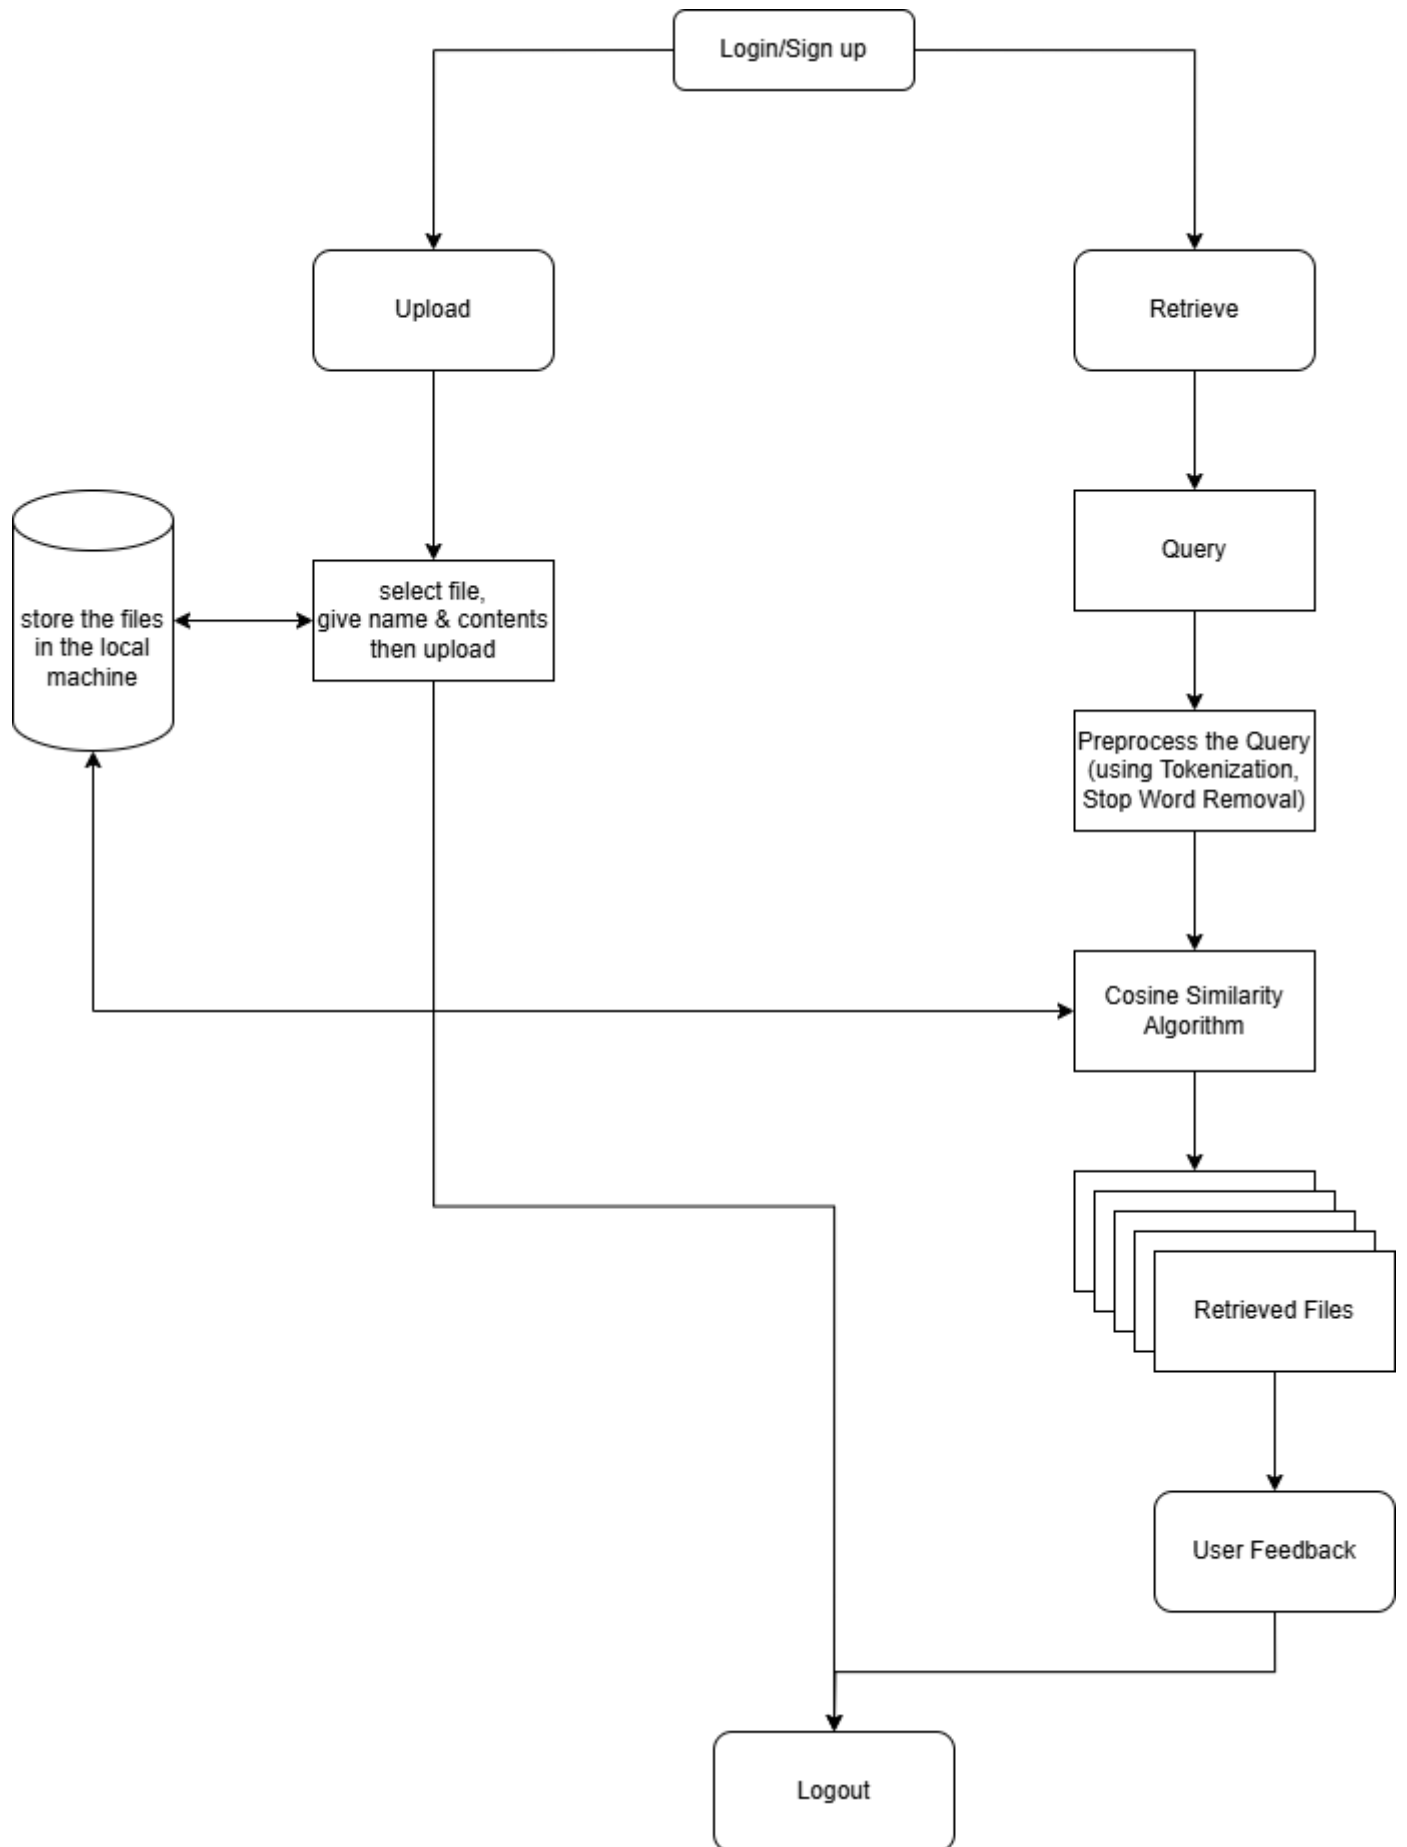 Login/Sign up
Upload
Retrieve
store the files
in the local
machine
select file,
give name & contents
then upload
Query
Preprocess the Query
(using Tokenization,
Stop Word Removal)
Cosine Similarity
Algorithm
Retrieved Files
User Feedback
Logout